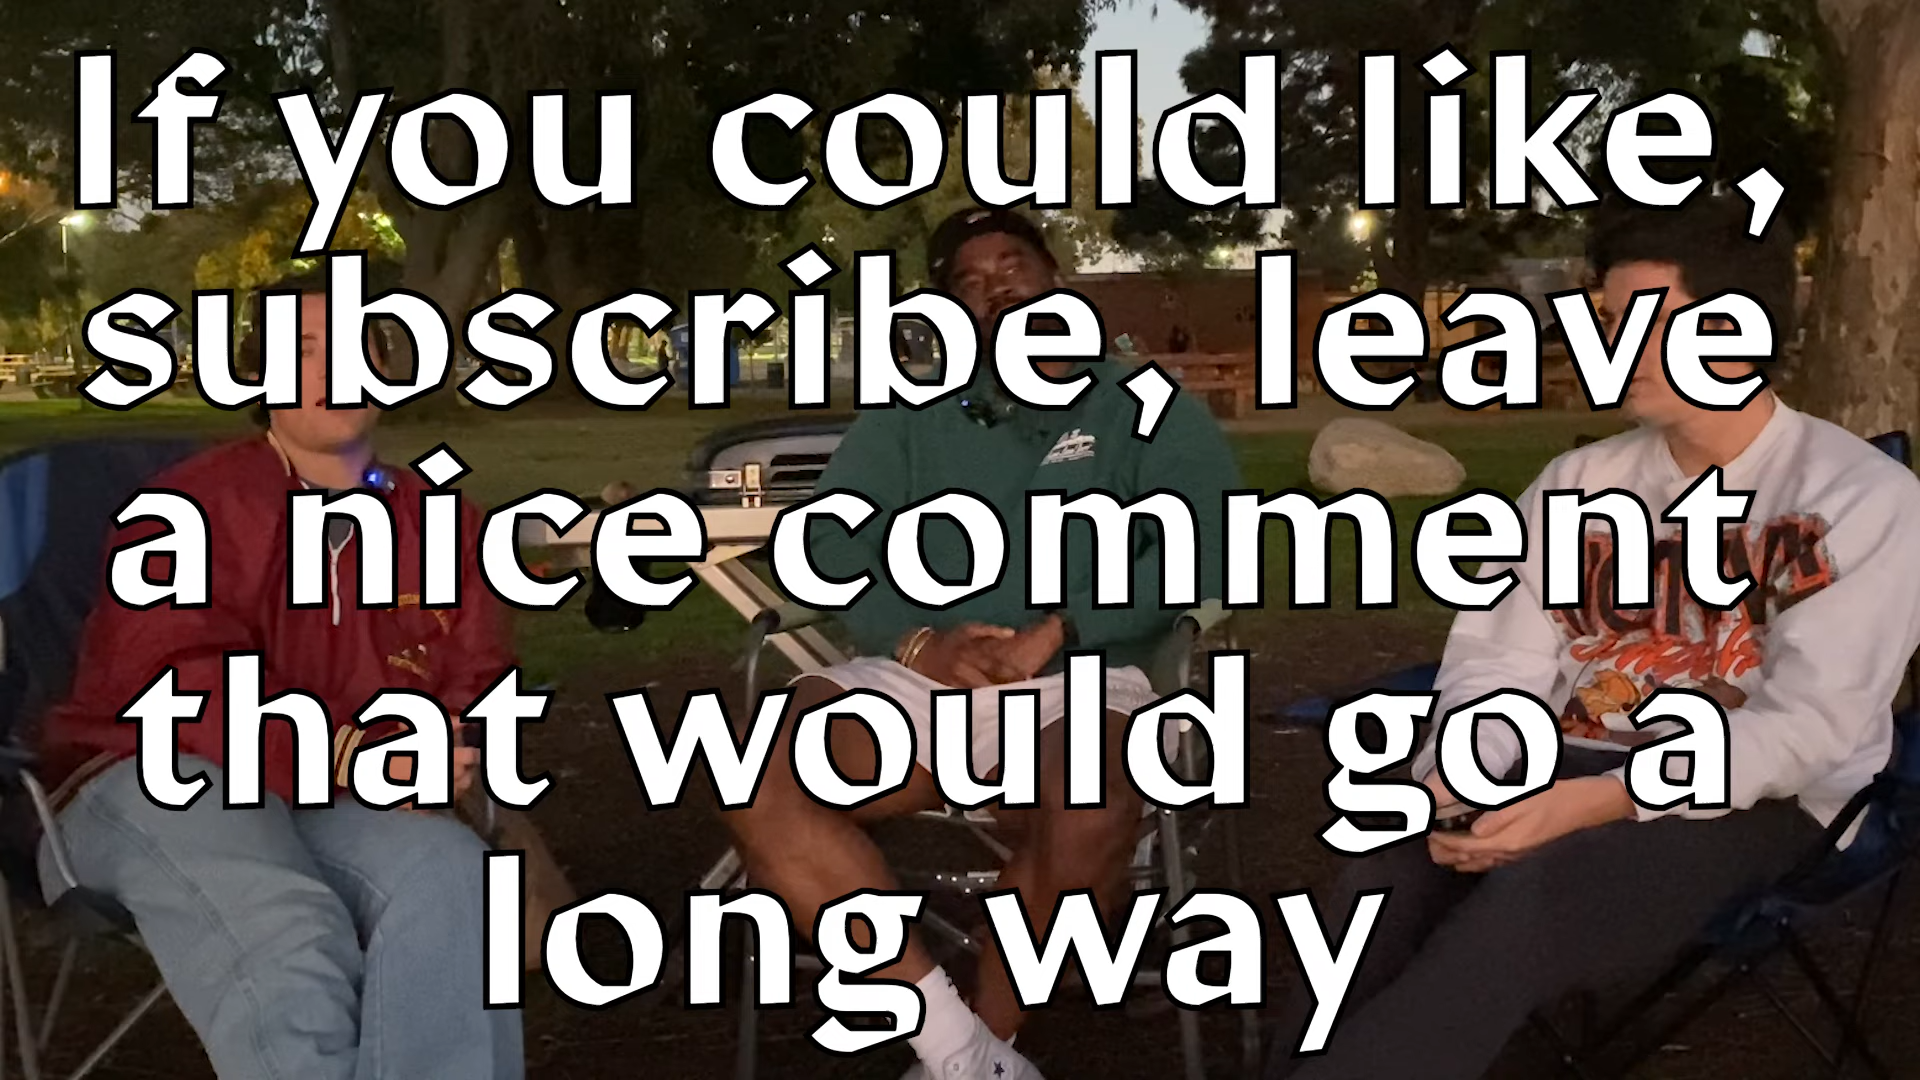 If you could like,
subscribe, leave
a nice comment
that would go a
long way